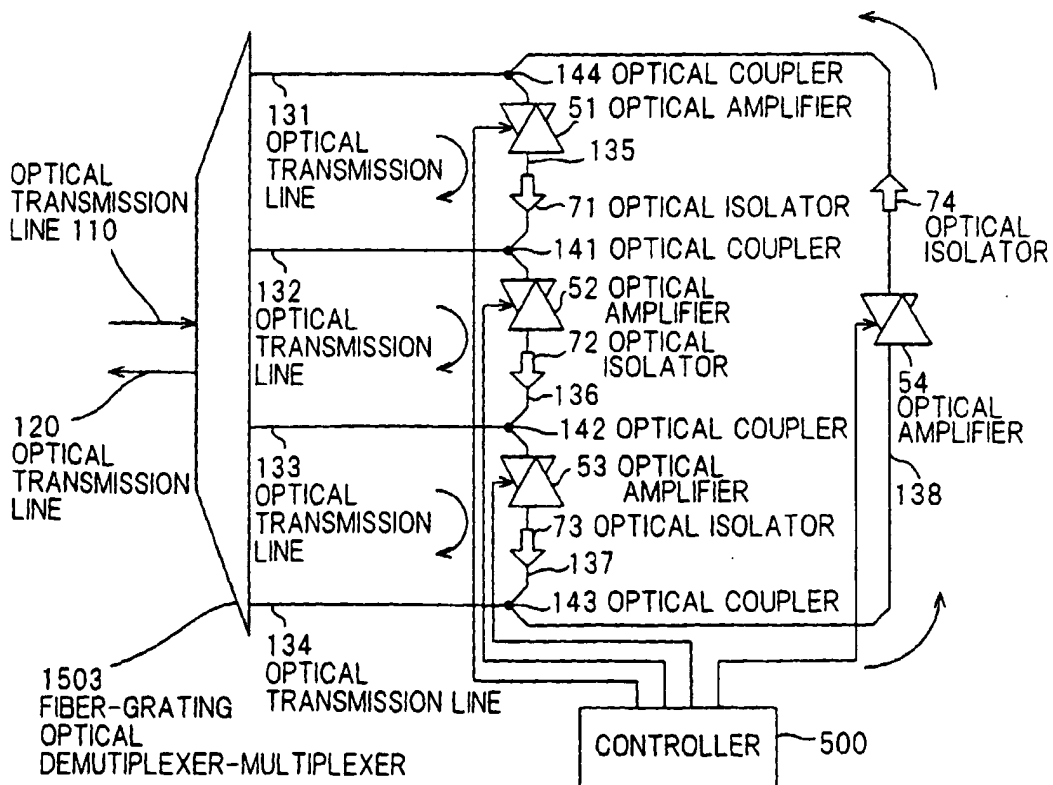 144 OPTICAL COUPLER
51 OPTICAL AMPLIFIER
131
OPTICAL
TRANSMISSION
LINE
135
OPTICAL
TRANSMISSION
LINE 110
71 OPTICAL ISOLATOR
74
OPTICAL
ISOLATOR
141 OPTICAL COUPLER
132
OPTICAL
TRANSMISSION
LINE
52 OPTICAL
AMPLIFIER
72 OPTICAL
ISOLATOR
54
OPTICAL
AMPLIFIER
136
120
OPTICAL
TRANSMISSION
LINE
142 OPTICAL COUPLER
133
OPTICAL
TRANSMISSION
LINE
53 OPTICAL
AMPLIFIER
138
73 OPTICAL ISOLATOR
137
143 OPTICAL COUPLER
134
OPTICAL
TRANSMISSION LINE
1503
FIBER-GRATING
OPTICAL
DEMUTIPLEXER-MULTIPLEXER
CONTROLLER
500